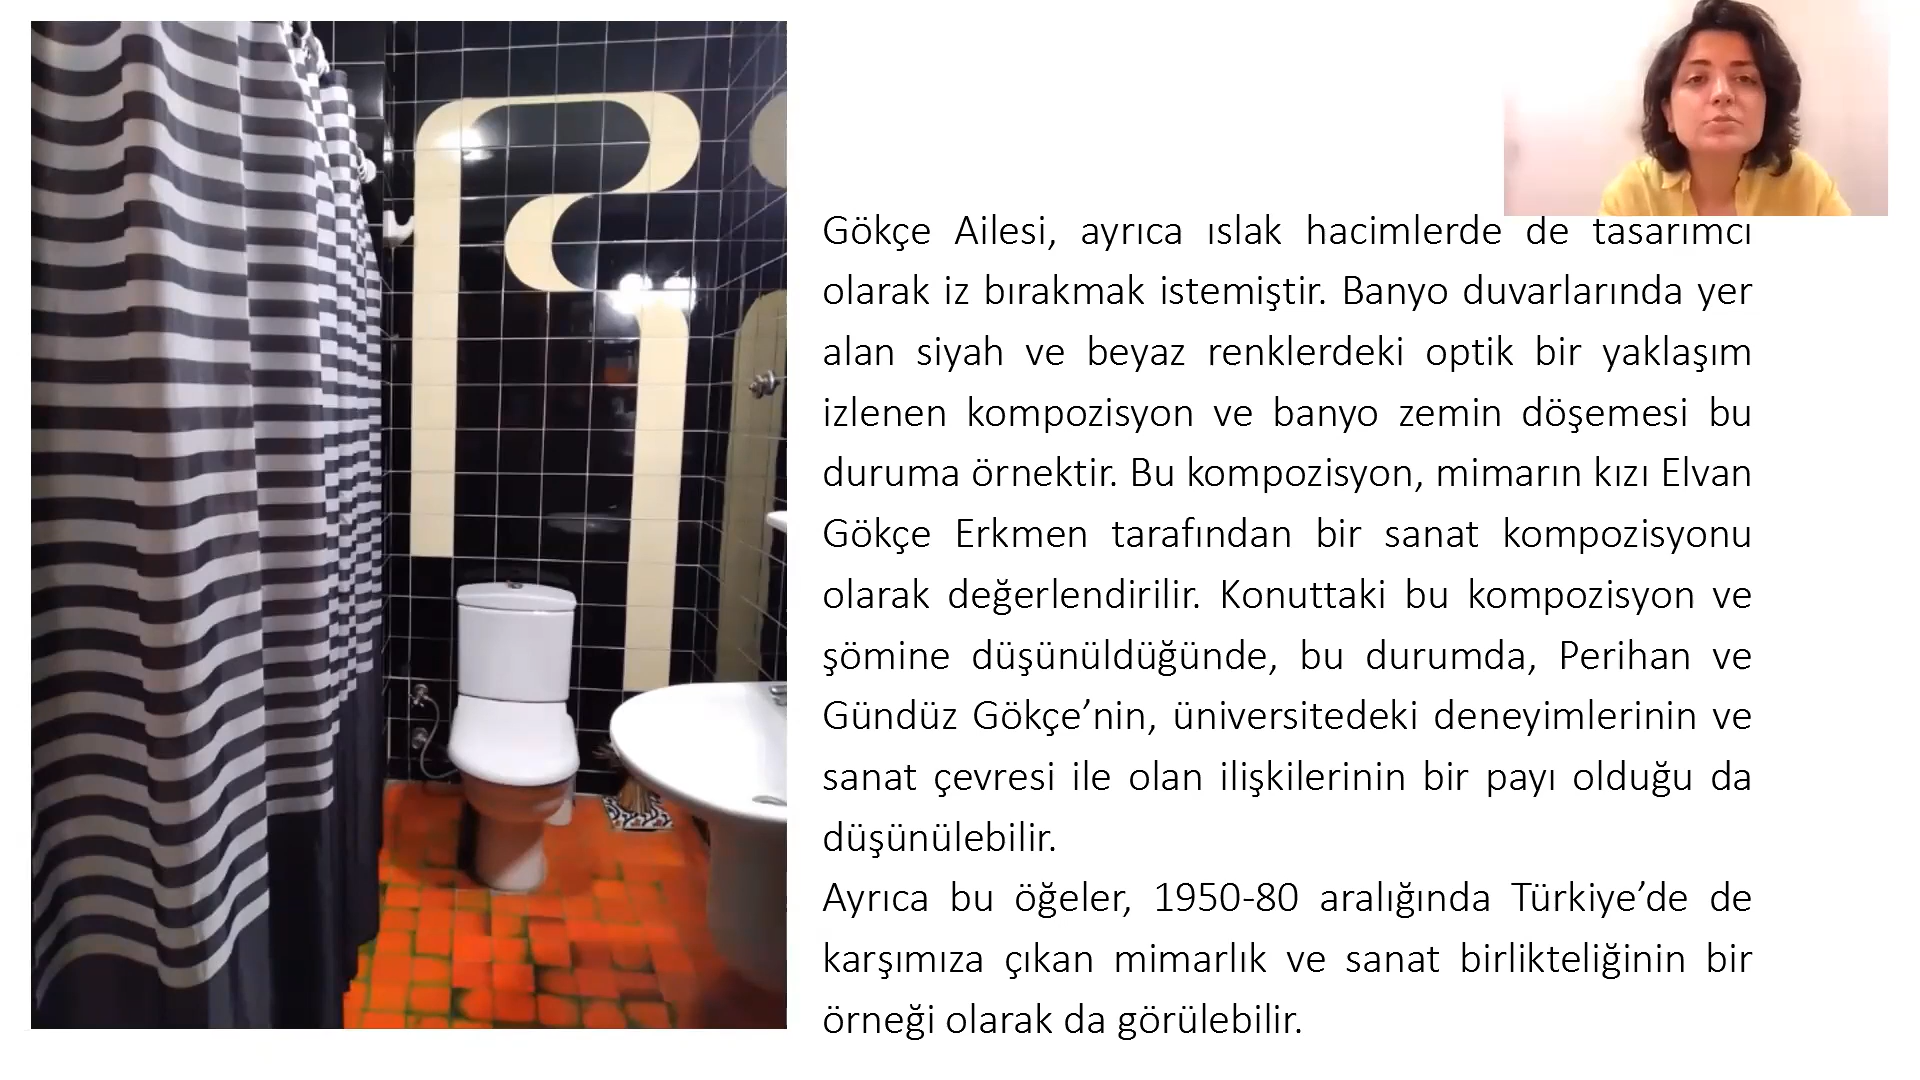 Gökçe Ailesi, ayrıca ıslak hacimlerde de tasarımcı
olarak iz bırakmak istemiştir. Banyo duvarlarında yer
alan siyah ve beyaz renklerdeki optik bir yaklaşım
izlenen kompozisyon ve banyo zemin döşemesi bu
duruma örnektir. Bu kompozisyon, mimarın kızı Elvan
Gökçe Erkmen tarafından bir sanat kompozisyonu
olarak değerlendirilir. Konuttaki bu kompozisyon ve
şömine düşünüldüğünde, bu durumda, Perihan ve
Gündüz Gökçe’nin, üniversitedeki deneyimlerinin ve
sanat çevresi ile olan ilişkilerinin bir payı olduğu da
düşünülebilir.
Ayrıca bu öğeler, 1950-80 aralığında Türkiye’de de
karşımıza çıkan mimarlık ve sanat birlikteliğinin bir
örneği olarak da görülebilir.